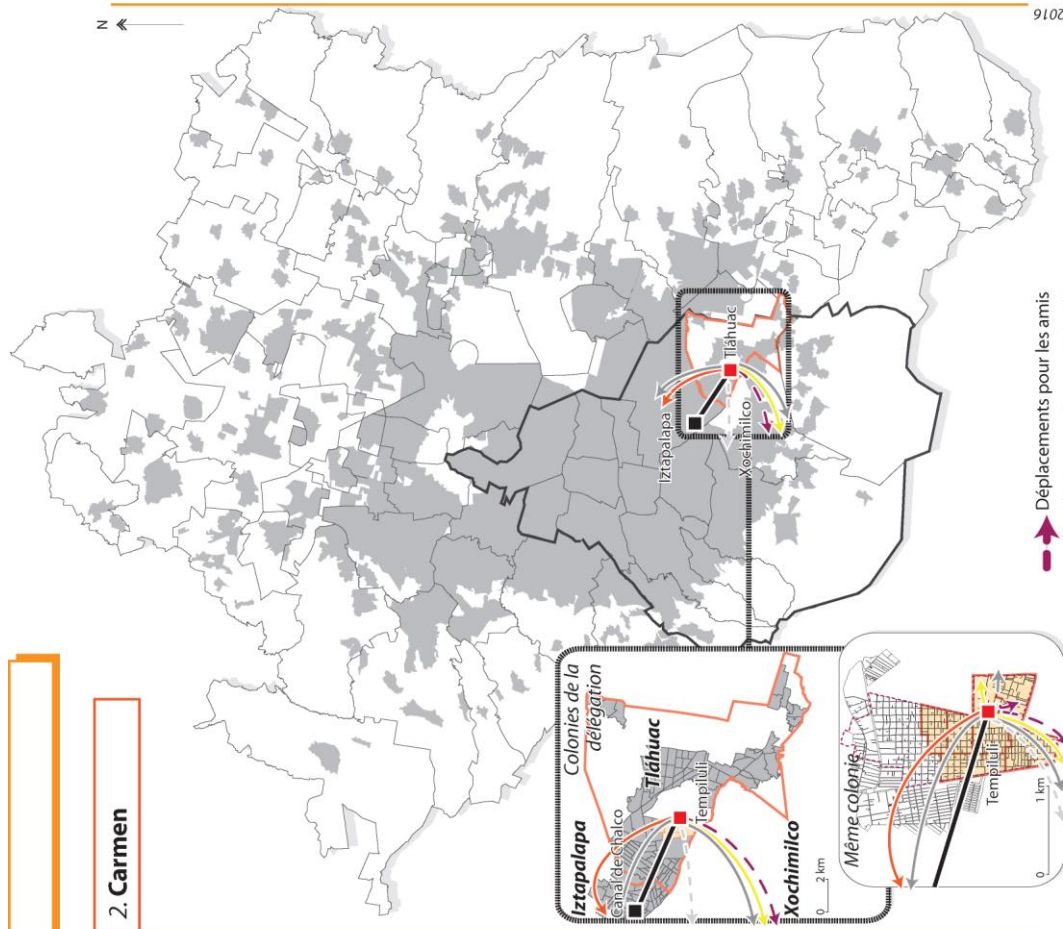 2. Carmen
N
2016
Iztapalapa
Tláhuac
Xochimilco
Colonies de la
délégation
Iztapalapa
Canal de Chalco
Tláhuac
Tempiluli
Xochimilco
0 2 km
Même colonie
Tempiluli
0 1 km
Déplacements pour les amis